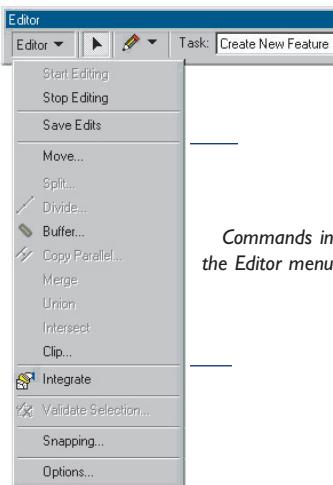 Editor
Editor Task: Create New Feature
Start Editing
Stop Editing
Save Edits
Move...
Split...
Divide...
Buffer...
Copy Parallel...
Merge
Union
Intersect
Clip...
Integrate
Validate Selection...
Snapping...
Options...
Commands in
the Editor menu